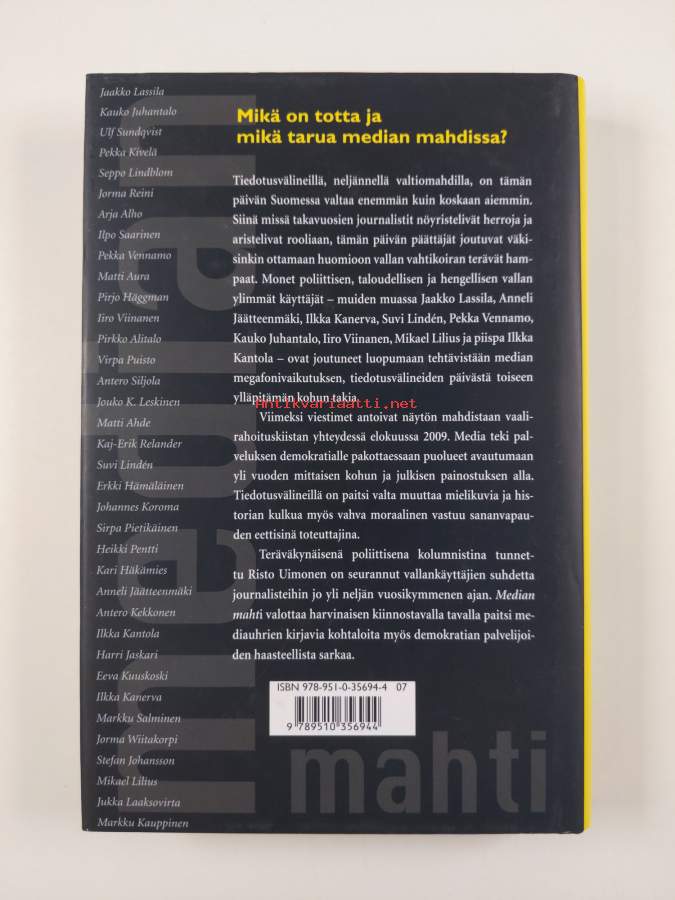 Jaakko Lassila
Kauko Juhantalo
Ulf Sundqvist
Pekka Kivelä
Seppo Lindblom
Jorma Reini
Arja Alho
Ilpo Saarinen
Pekka Vennamo
Matti Aura
Pirjo Häggman
Iiro Viinanen
Pirkko Alitalo
Virpa Puisto
Antero Siljola
Jouko K. Leskinen
Matti Ahde
Kaj-Erik Relander
Suvi Lindén
Erkki Hämäläinen
Johannes Koroma
Sirpa Pietikäinen
Heikki Pentti
Kari Häkämies
Anneli Jäätteenmäki
Antero Kekkonen
Ilkka Kantola
Harri Jaskari
Eeva Kuuskoski
Ilkka Kanerva
Markku Salminen
Jorma Wiitakorpi
Stefan Johansson
Mikael Lilius
Jukka Laaksovirta
Markku Kauppinen
median
Mikä on totta ja
mikä tarua median mahdissa?
Tiedotusvälineillä, neljännellä valtiomahdilla, on tämän
päivän Suomessa valtaa enemmän kuin koskaan aiemmin.
Siinä missä takavuosien journalistit nöyristelivät herroja ja
aristelivat rooliaan, tämän päivän päättäjät joutuvat väki-
sinkin ottamaan huomioon vallan vahtikoiran terävät ham-
paat. Monet poliittisen, taloudellisen ja hengellisen vallan
ylimmät käyttäjät – muiden muassa Jaakko Lassila, Anneli
Jäätteenmäki, Ilkka Kanerva, Suvi Lindén, Pekka Vennamo,
Kauko Juhantalo, Iiro Viinanen, Mikael Lilius ja piispa Ilkka
Kantola – ovat joutuneet luopumaan tehtävistään median
megafonivaikutuksen, tiedotusvälineiden päivästä toiseen
ylläpitämän kohun takia.
Antikvariaatti.net
Viimeksi viestimet antoivat näytön mahdistaan vaali-
rahoituskiistan yhteydessä elokuussa 2009. Media teki pal-
veluksen demokratialle pakottaessaan puolueet avautumaan
yli vuoden mittaisen kohun ja julkisen painostuksen alla.
Tiedotusvälineillä on paitsi valta muuttaa mielikuvia ja his-
torian kulkua myös vahva moraalinen vastuu sananvapau-
den eettisinä toteuttajina.
Teräväkynäisenä poliittisena kolumnistina tunnet-
tu Risto Uimonen on seurannut vallankäyttäjien suhdetta
journalisteihin jo yli neljän vuosikymmenen ajan. Median
mahti valottaa harvinaisen kiinnostavalla tavalla paitsi me-
diauhrien kirjavia kohtaloita myös demokratian palvelijoi-
den haasteellista sarkaa.
ISBN 978-951-0-35694-4 07
9 789510 356944
mahti